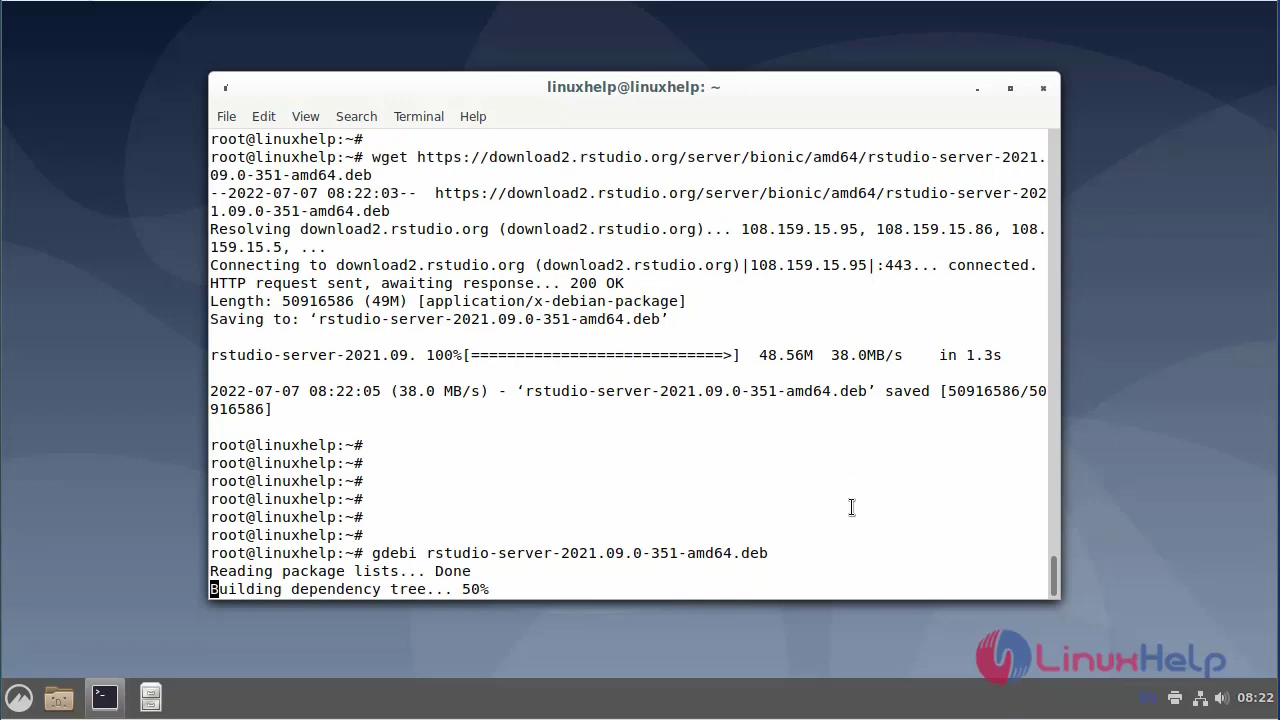 linuxhelp@linuxhelp: ~
File Edit View Search Terminal Help
root@linuxhelp:~#
root@linuxhelp:~# wget https://download2.rstudio.org/server/bionic/amd64/rstudio-server-2021.
09.0-351-amd64.deb
--2022-07-07 08:22:03--  https://download2.rstudio.org/server/bionic/amd64/rstudio-server-202
1.09.0-351-amd64.deb
Resolving download2.rstudio.org (download2.rstudio.org)... 108.159.15.95, 108.159.15.86, 108.
159.15.5, ...
Connecting to download2.rstudio.org (download2.rstudio.org)|108.159.15.95|:443... connected.
HTTP request sent, awaiting response... 200 OK
Length: 50916586 (49M) [application/x-debian-package]
Saving to: ‘rstudio-server-2021.09.0-351-amd64.deb’
rstudio-server-2021.09. 100%[============================>]  48.56M  38.0MB/s    in 1.3s
2022-07-07 08:22:05 (38.0 MB/s) - ‘rstudio-server-2021.09.0-351-amd64.deb’ saved [50916586/50
916586]
root@linuxhelp:~#
root@linuxhelp:~#
root@linuxhelp:~#
root@linuxhelp:~#
root@linuxhelp:~#
root@linuxhelp:~#
root@linuxhelp:~# gdebi rstudio-server-2021.09.0-351-amd64.deb
Reading package lists... Done
Building dependency tree... 50%
LinuxHelp
08:22